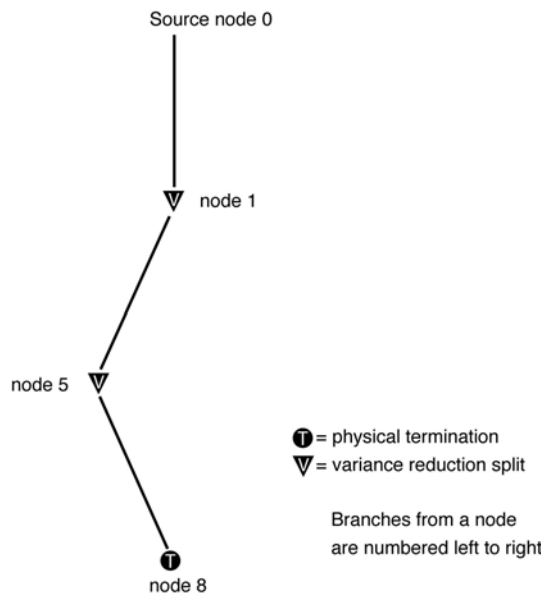 Source node 0
V node 1
node 5 V
T = physical termination
V = variance reduction split
Branches from a node
are numbered left to right
T
node 8